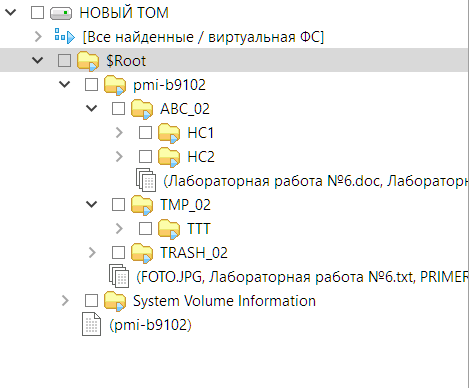 НОВЫЙ ТОМ
[Все найденные / виртуальная ФС]
$Root
pmi-b9102
ABC_02
HC1
HC2
(Лабораторная работа №6.doc, Лаборатор
TMP_02
TTT
TRASH_02
(FOTO.JPG, Лабораторная работа №6.txt, PRIMER
System Volume Information
(pmi-b9102)